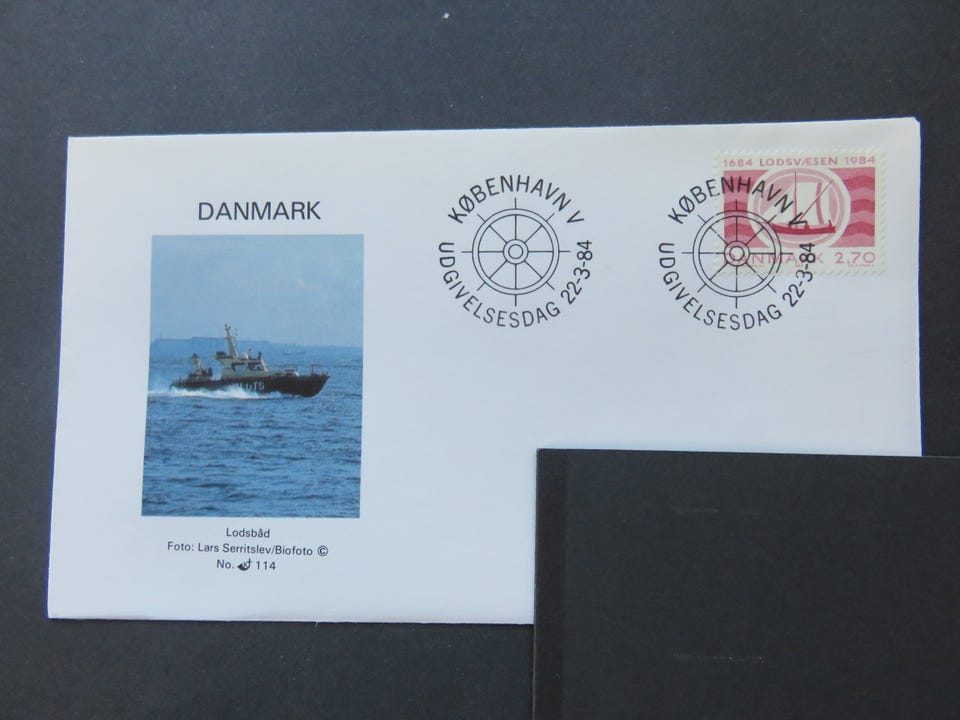 DANMARK
Lodsbåd
Foto: Lars Serritslev/Biofoto ©
No. 114
KØBENHAVN V
UDGIVELSESDAG 22-3-84
KØBENHAVN V
UDGIVELSESDAG 22-3-84
1684 LODSVÆSEN 1984
DANMARK 2.70